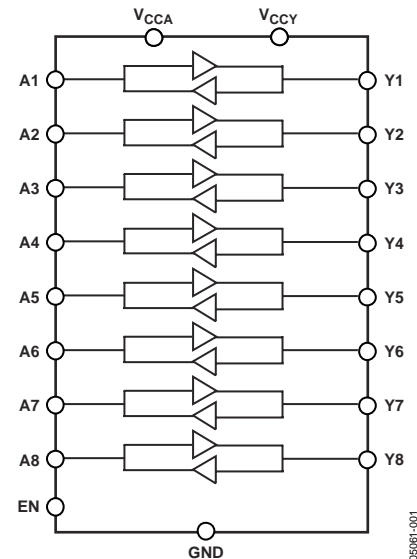 VCCA VCCY
A1 Y1
A2 Y2
A3 Y3
A4 Y4
A5 Y5
A6 Y6
A7 Y7
A8 Y8
EN
GND
05061-001